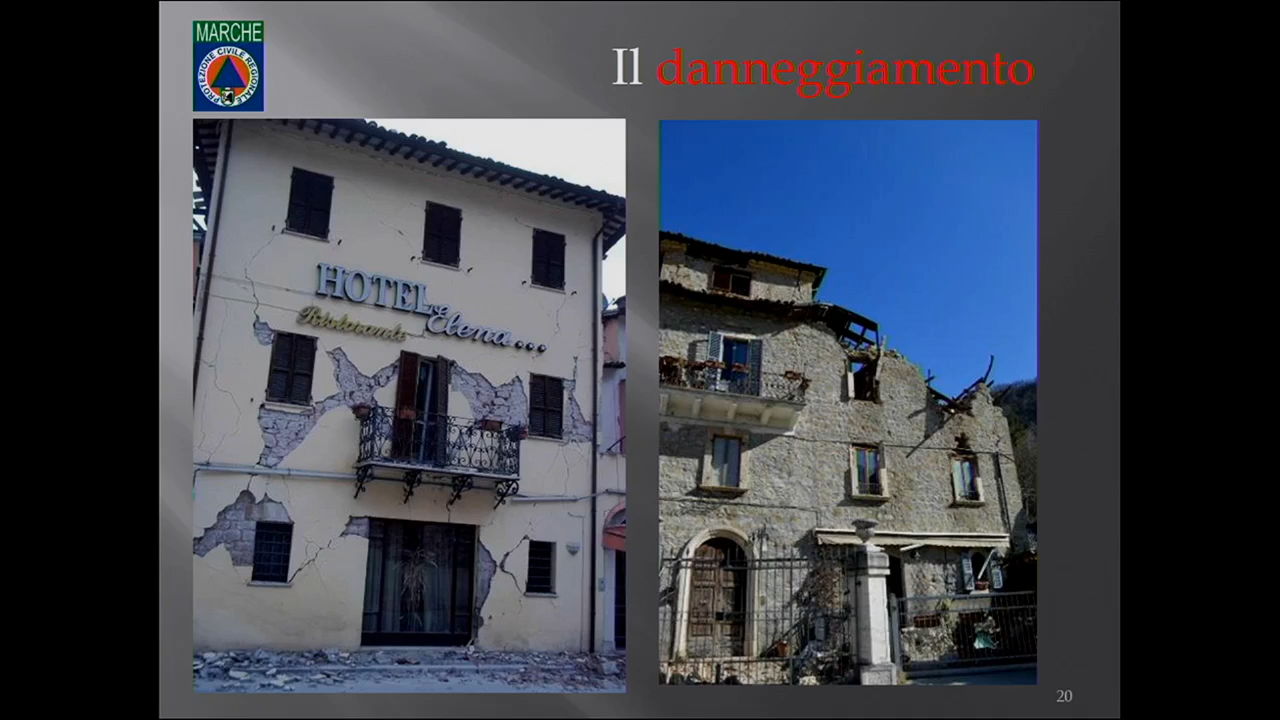 MARCHE
PROTEZIONE CIVILE REGIONALE
Il danneggiamento
HOTEL
Ristorante
Elena...
20